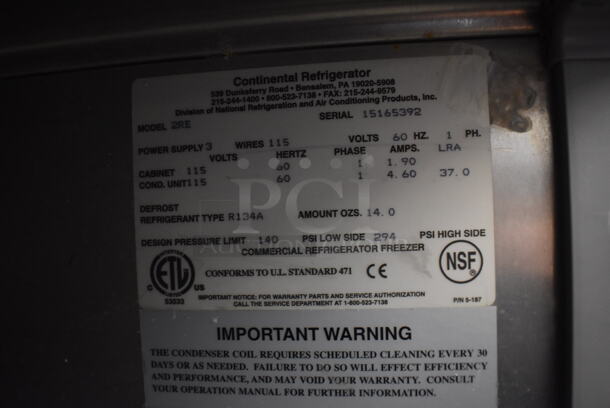 Continental Refrigerator
539 Dunksferry Road • Bensalem, PA 19020-5908
215-244-1400 • 800-523-7138 • FAX: 215-244-9579
Division of National Refrigeration and Air Conditioning Products, Inc.
MODEL 2RE SERIAL 15165392
POWER SUPPLY 3 WIRES 115 VOLTS 60 HZ. 1 PH.
VOLTS HERTZ PHASE AMPS. LRA
CABINET 115 60 1 1.90
COND. UNIT 115 60 1 4.60 37.0
DEFROST
REFRIGERANT TYPE R134A AMOUNT OZS. 14.0
DESIGN PRESSURE LIMIT 140 PSI LOW SIDE 294 PSI HIGH SIDE
COMMERCIAL REFRIGERATOR FREEZER
PCI
C ETL US CONFORMS TO U.L. STANDARD 471 CE NSF
53533
IMPORTANT NOTICE: FOR WARRANTY PARTS AND SERVICE AUTHORIZATION
CALL THE SERVICE DEPARTMENT AT 1-800-523-7138 P/N 5-187
IMPORTANT WARNING
THE CONDENSER COIL REQUIRES SCHEDULED CLEANING EVERY 30
DAYS OR AS NEEDED. FAILURE TO DO SO WILL EFFECT EFFICIENCY
AND PERFORMANCE, AND MAY VOID YOUR WARRANTY. CONSULT
YOUR OPERATION MANUAL FOR FURTHER INFORMATION.